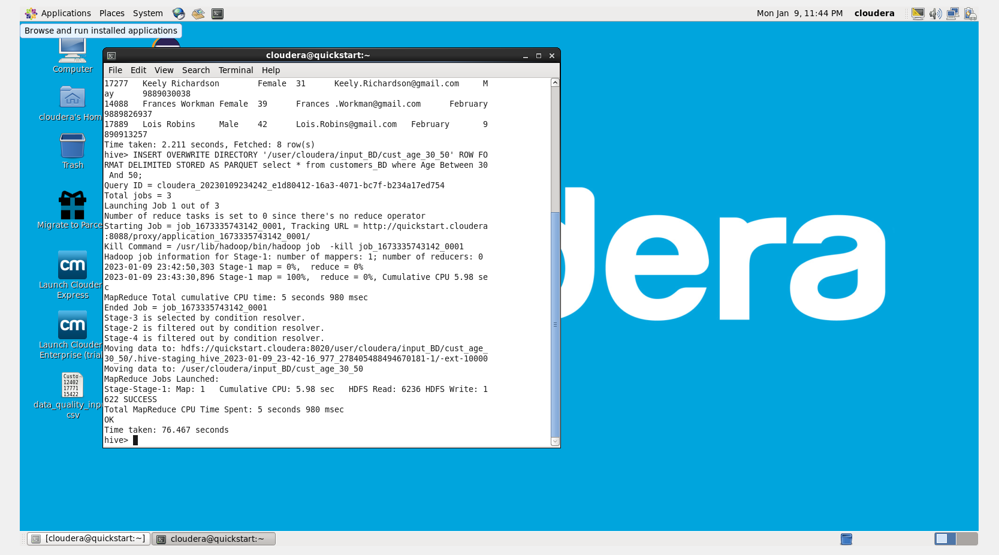 Applications Places System
Mon Jan 9, 11:44 PM cloudera
Browse and run installed applications
Computer
cloudera's Hom
Trash
Migrate to Parce
cm
Launch Clouder
Express
cm
Launch Clouder
Enterprise (trial
Custo
12402
17771
15422
data_quality_inp
csv
cloudera@quickstart:~
File Edit View Search Terminal Help
17277 Keely Richardson Female 31 Keely.Richardson@gmail.com M
ay 9889030038
14088 Frances Workman Female 39 Frances .Workman@gmail.com February
9889826937
17889 Lois Robins Male 42 Lois.Robins@gmail.com February 9
890913257
Time taken: 2.211 seconds, Fetched: 8 row(s)
hive> INSERT OVERWRITE DIRECTORY '/user/cloudera/input_BD/cust_age_30_50' ROW FO
RMAT DELIMITED STORED AS PARQUET select * from customers_BD where Age Between 30
And 50;
Query ID = cloudera_20230109234242_e1d80412-16a3-4071-bc7f-b234a17ed754
Total jobs = 3
Launching Job 1 out of 3
Number of reduce tasks is set to 0 since there's no reduce operator
Starting Job = job_1673335743142_0001, Tracking URL = http://quickstart.cloudera
:8088/proxy/application_1673335743142_0001/
Kill Command = /usr/lib/hadoop/bin/hadoop job -kill job_1673335743142_0001
Hadoop job information for Stage-1: number of mappers: 1; number of reducers: 0
2023-01-09 23:42:50,303 Stage-1 map = 0%, reduce = 0%
2023-01-09 23:43:30,896 Stage-1 map = 100%, reduce = 0%, Cumulative CPU 5.98 se
c
MapReduce Total cumulative CPU time: 5 seconds 980 msec
Ended Job = job_1673335743142_0001
Stage-3 is selected by condition resolver.
Stage-2 is filtered out by condition resolver.
Stage-4 is filtered out by condition resolver.
Moving data to: hdfs://quickstart.cloudera:8020/user/cloudera/input_BD/cust_age_
30_50/.hive-staging_hive_2023-01-09_23-42-16_977_278405488494670181-1/-ext-10000
Moving data to: /user/cloudera/input_BD/cust_age_30_50
MapReduce Jobs Launched:
Stage-Stage-1: Map: 1 Cumulative CPU: 5.98 sec HDFS Read: 6236 HDFS Write: 1
622 SUCCESS
Total MapReduce CPU Time Spent: 5 seconds 980 msec
OK
Time taken: 76.467 seconds
hive>
dera
[cloudera@quickstart:~] cloudera@quickstart:~